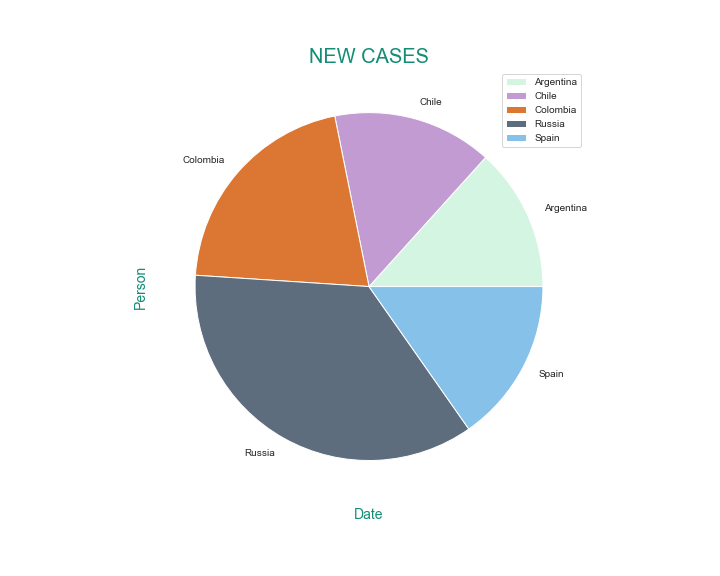 NEW CASES
Argentina
Chile
Colombia
Russia
Spain
Chile
Colombia
Argentina
Person
Spain
Russia
Date